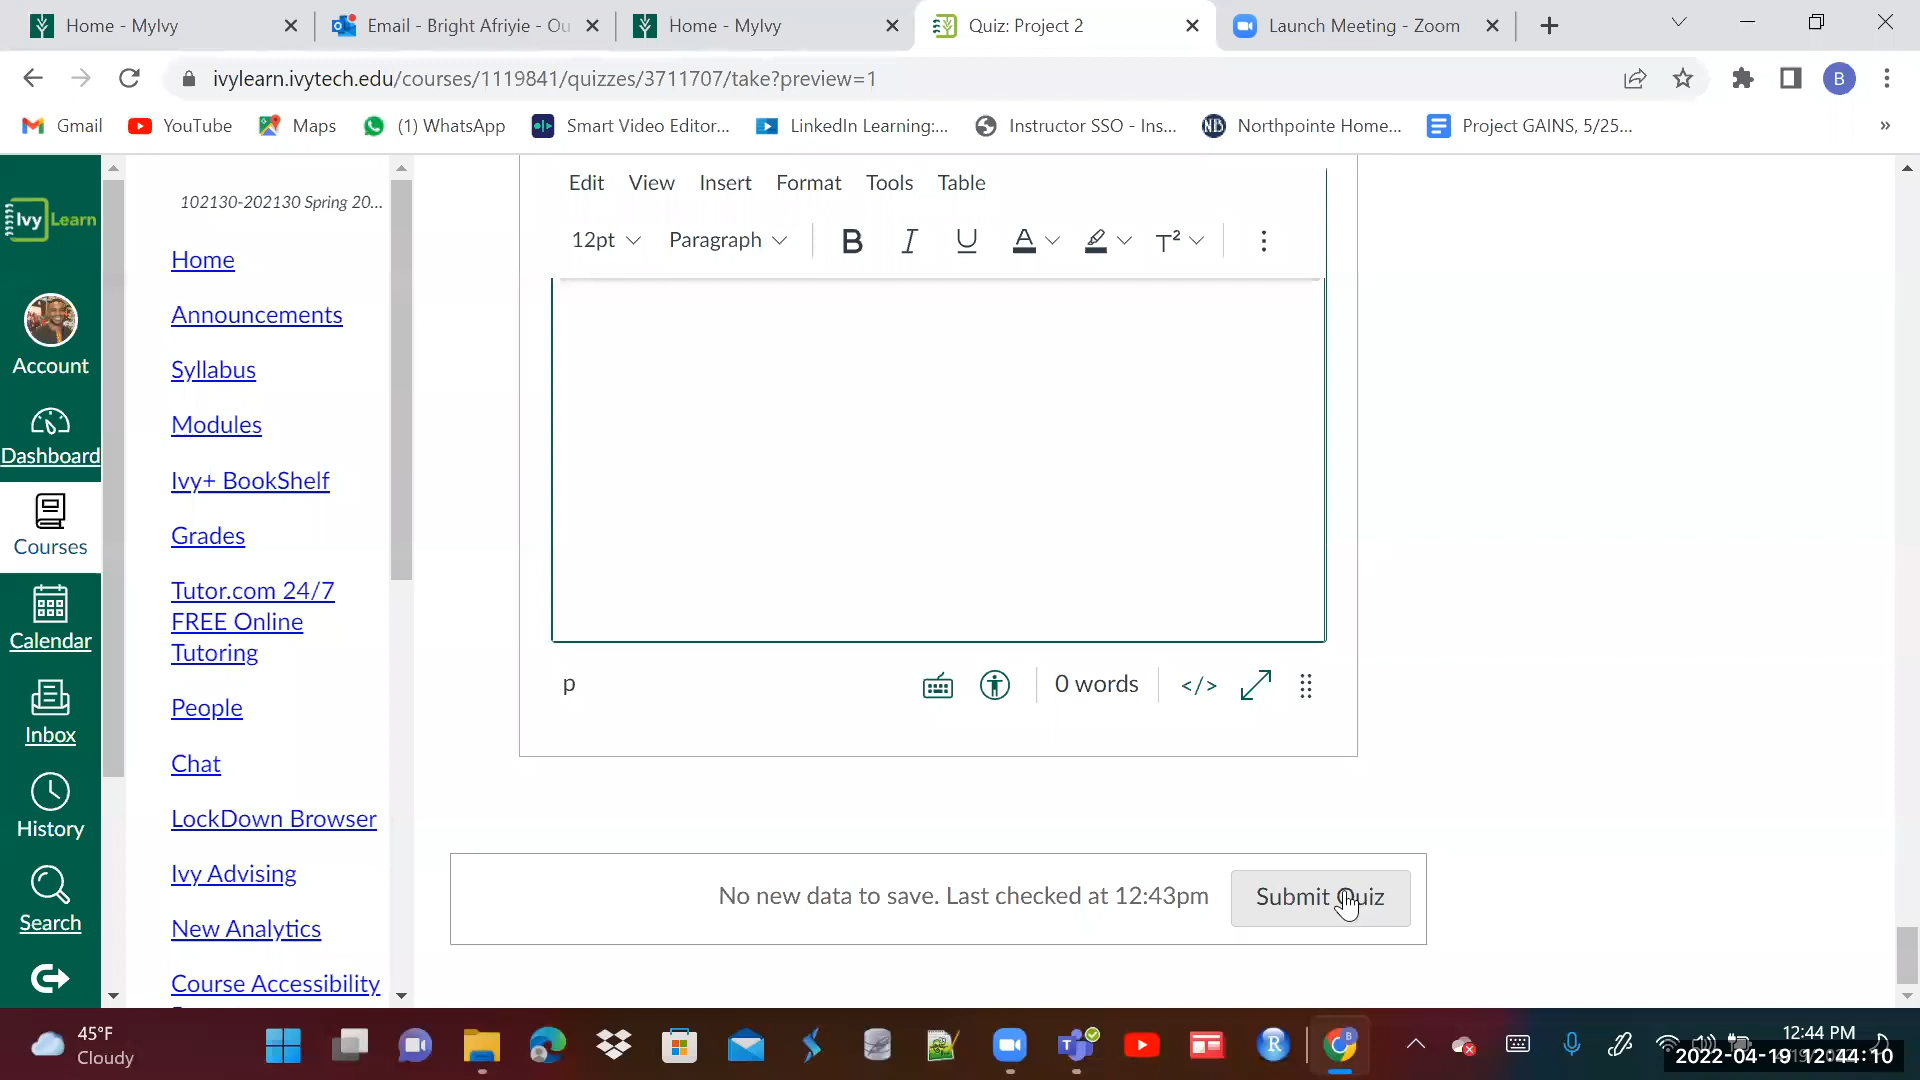 Home - MyIvy
Email - Bright Afriyie - Ou
Home - MyIvy
Quiz: Project 2
Launch Meeting - Zoom
ivylearn.ivytech.edu/courses/1119841/quizzes/3711707/take?preview=1
B
Gmail
YouTube
Maps
(1) WhatsApp
Smart Video Editor...
LinkedIn Learning:...
Instructor SSO - Ins...
NB
Northpointe Home...
Project GAINS, 5/25...
»
Ivy Learn
Account
Dashboard
Courses
Calendar
Inbox
History
Search
102130-202130 Spring 20...
Home
Announcements
Syllabus
Modules
Ivy+ BookShelf
Grades
Tutor.com 24/7
FREE Online
Tutoring
People
Chat
LockDown Browser
Ivy Advising
New Analytics
Course Accessibility
Edit View Insert Format Tools Table
12pt Paragraph B I U A T²
p
0 words </>
No new data to save. Last checked at 12:43pm
Submit Quiz
45°F
Cloudy
12:44 PM
2022-04-19 12:44:10